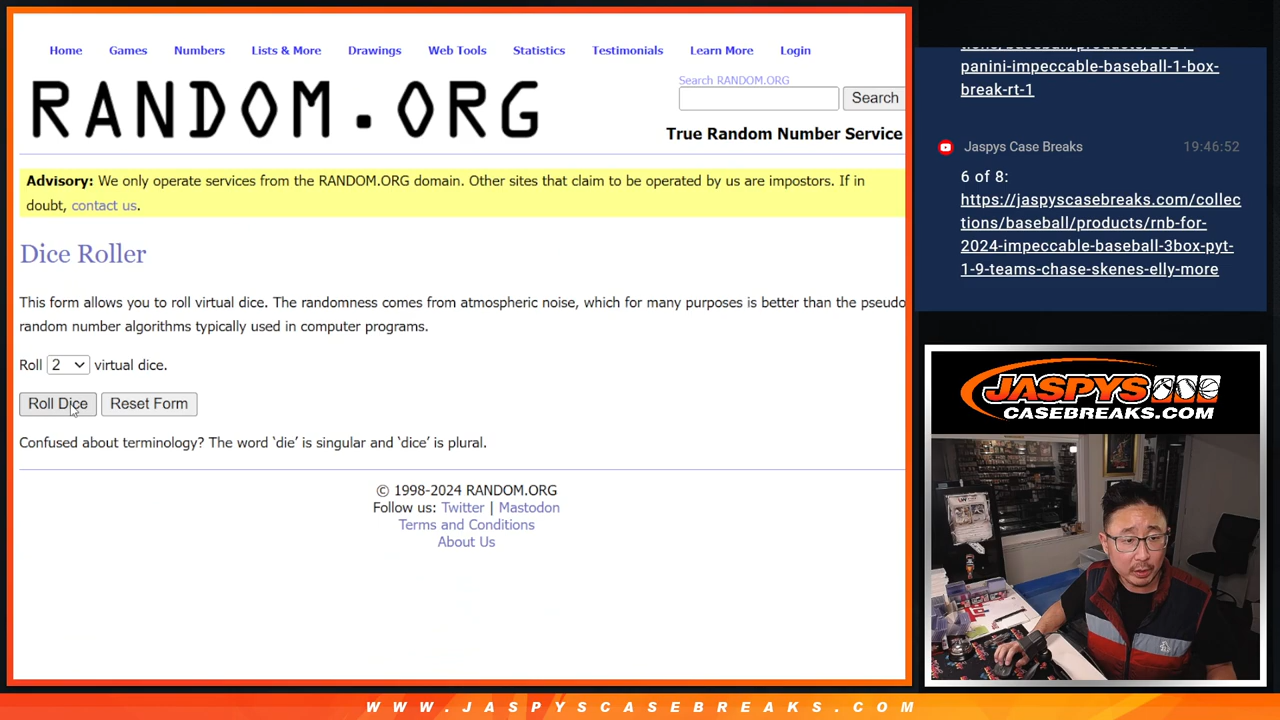 Home Games Numbers Lists & More Drawings Web Tools Statistics Testimonials Learn More Login
RANDOM.ORG
Search RANDOM.ORG
Search
True Random Number Service
Advisory: We only operate services from the RANDOM.ORG domain. Other sites that claim to be operated by us are impostors. If in
doubt, contact us.
Dice Roller
This form allows you to roll virtual dice. The randomness comes from atmospheric noise, which for many purposes is better than the pseudo
random number algorithms typically used in computer programs.
Roll 2 virtual dice.
Roll Dice Reset Form
Confused about terminology? The word ‘die’ is singular and ‘dice’ is plural.
© 1998-2024 RANDOM.ORG
Follow us: Twitter | Mastodon
Terms and Conditions
About Us
tions/baseball/products/2024-
panini-impeccable-baseball-1-box-
break-rt-1
Jaspys Case Breaks 19:46:52
6 of 8:
https://jaspyscasebreaks.com/collec
tions/baseball/products/rnb-for-
2024-impeccable-baseball-3box-pyt-
1-9-teams-chase-skenes-elly-more
JASPYS
CASEBREAKS.COM
WWW.JASPYSCASEBREAKS.COM